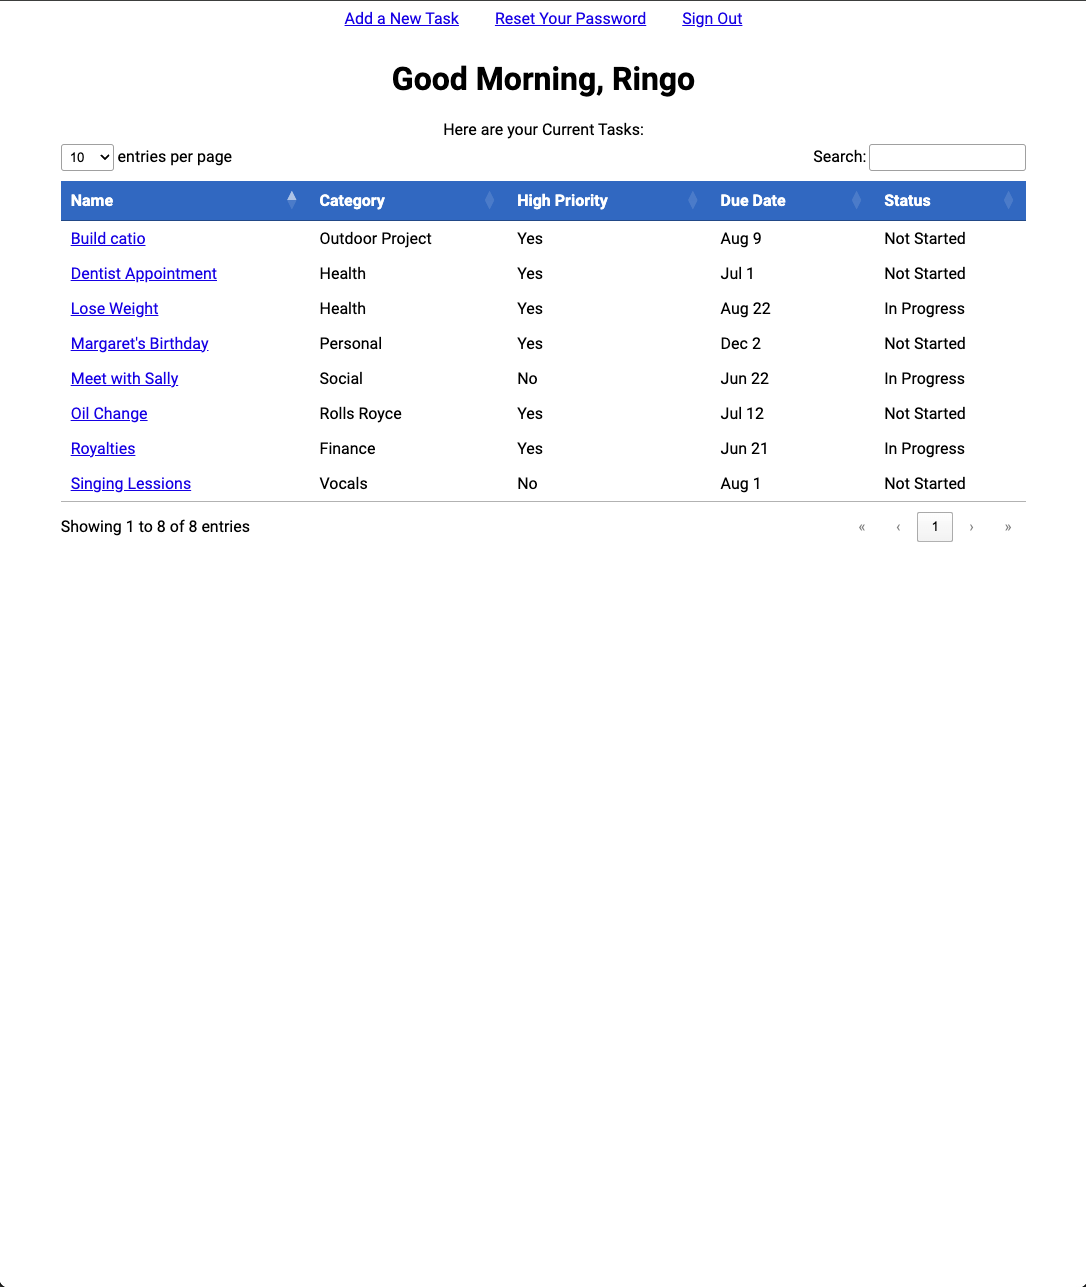 Add a New Task Reset Your Password Sign Out
Good Morning, Ringo
Here are your Current Tasks:
10 entries per page Search:
Name Category High Priority Due Date Status
Build catio Outdoor Project Yes Aug 9 Not Started
Dentist Appointment Health Yes Jul 1 Not Started
Lose Weight Health Yes Aug 22 In Progress
Margaret's Birthday Personal Yes Dec 2 Not Started
Meet with Sally Social No Jun 22 In Progress
Oil Change Rolls Royce Yes Jul 12 Not Started
Royalties Finance Yes Jun 21 In Progress
Singing Lessions Vocals No Aug 1 Not Started
Showing 1 to 8 of 8 entries « ‹ 1 › »